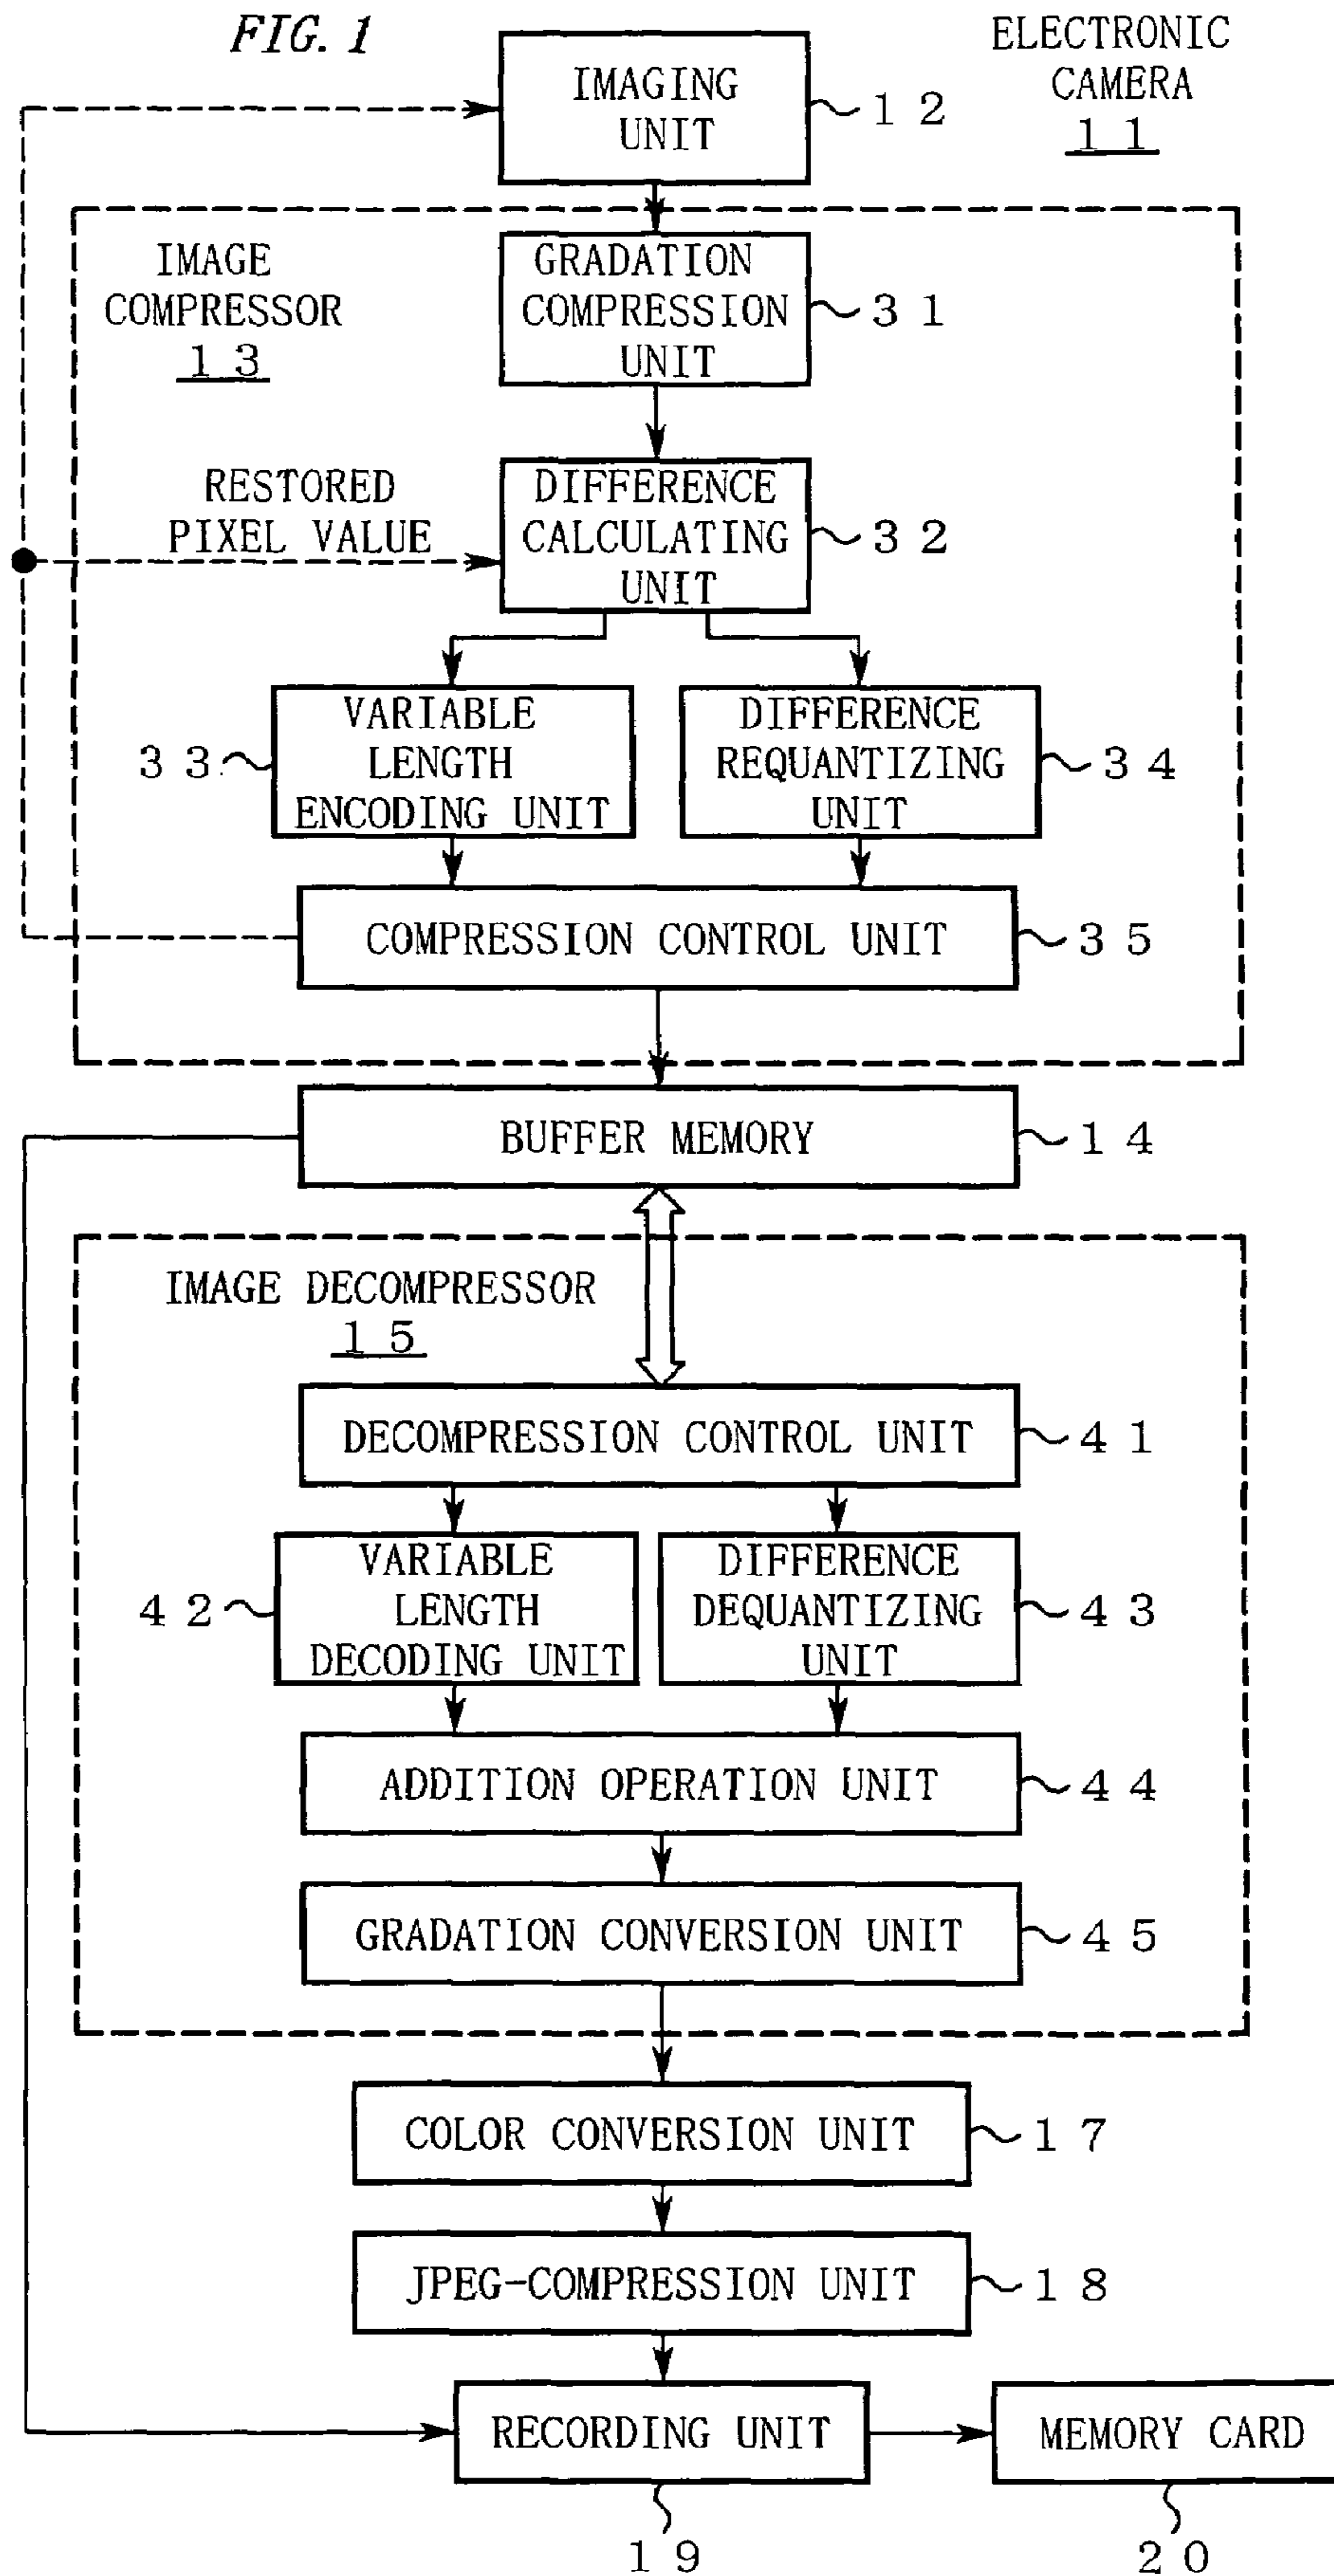 FIG. 1
ELECTRONIC
CAMERA
11
IMAGING
UNIT
12
IMAGE
COMPRESSOR
13
GRADATION
COMPRESSION
UNIT
31
RESTORED
PIXEL VALUE
DIFFERENCE
CALCULATING
UNIT
32
VARIABLE
LENGTH
ENCODING UNIT
33
DIFFERENCE
REQUANTIZING
UNIT
34
COMPRESSION CONTROL UNIT
35
BUFFER MEMORY
14
IMAGE DECOMPRESSOR
15
DECOMPRESSION CONTROL UNIT
41
VARIABLE
LENGTH
DECODING UNIT
42
DIFFERENCE
DEQUANTIZING
UNIT
43
ADDITION OPERATION UNIT
44
GRADATION CONVERSION UNIT
45
COLOR CONVERSION UNIT
17
JPEG-COMPRESSION UNIT
18
RECORDING UNIT
19
MEMORY CARD
20